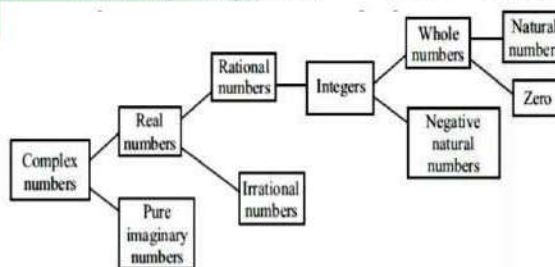 Complex
numbers
Real
numbers
Pure
imaginary
numbers
Rational
numbers
Irrational
numbers
Integers
Whole
numbers
Negative
natural
numbers
Natural
number
Zero